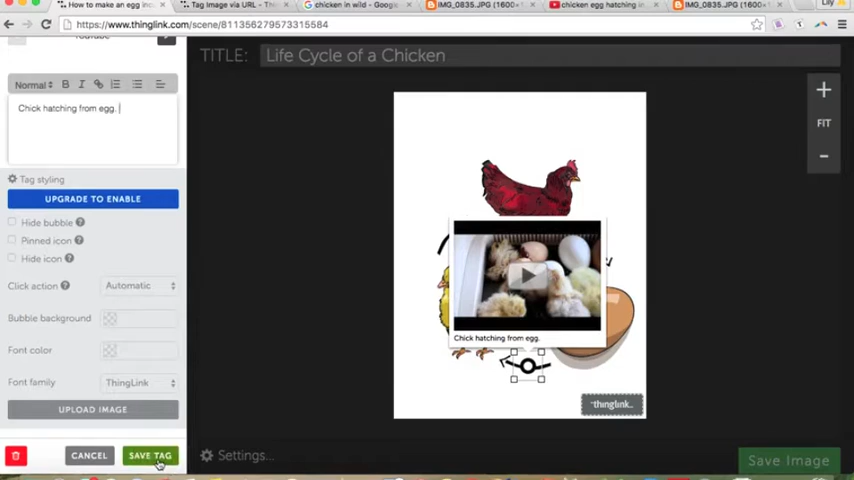 How to make an egg inc
Tag Image via URL - Th
chicken in wild - Goog
IMG_0835.JPG (1600×1
chicken egg hatching in
IMG_0835.JPG (1600×1
Lily
https://www.thinglink.com/scene/811356279573315584
YouTube
TITLE: Life Cycle of a Chicken
Normal B I
Chick hatching from egg.
+
FIT
-
Tag styling
UPGRADE TO ENABLE
Hide bubble ?
Pinned icon ?
Hide icon ?
Click action ? Automatic
Bubble background
Font color
Font family ThingLink
UPLOAD IMAGE
Chick hatching from egg.
thinglink..
CANCEL SAVE TAG
Settings...
Save Image